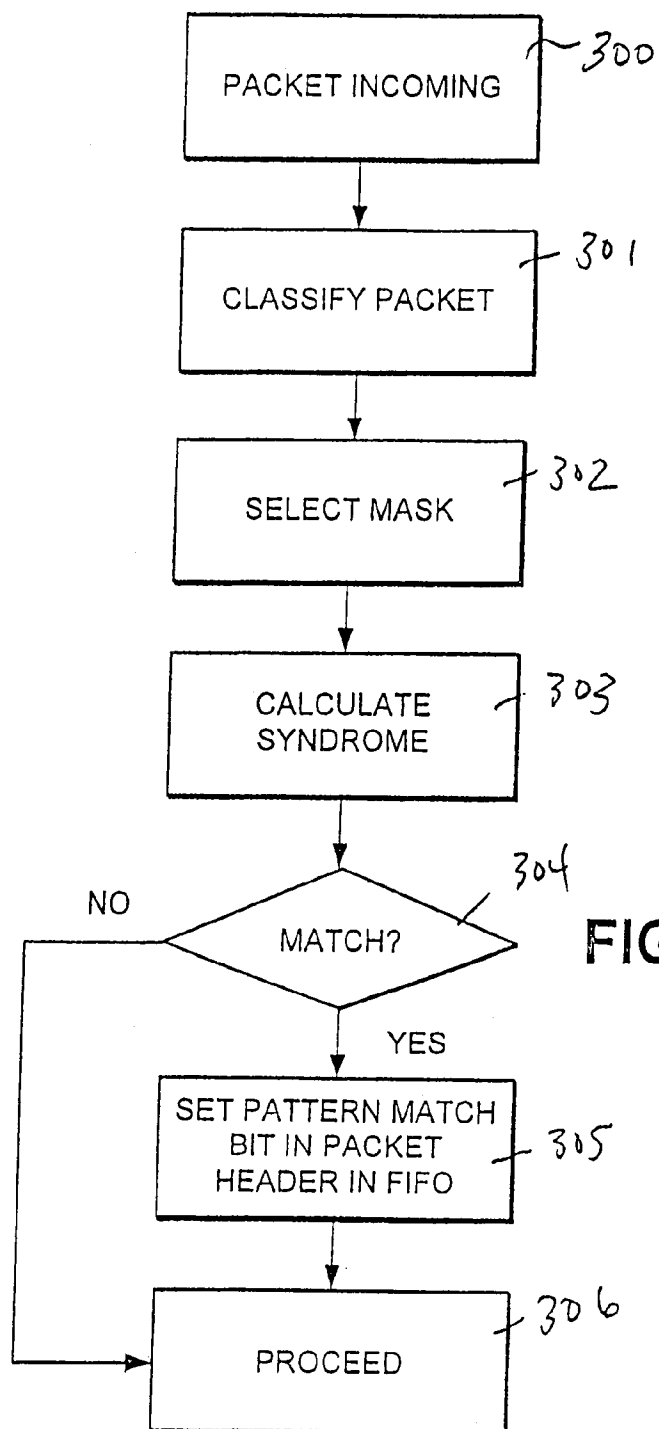 PACKET INCOMING
300
CLASSIFY PACKET
301
SELECT MASK
302
CALCULATE
SYNDROME
303
MATCH?
304
NO
FIG
YES
SET PATTERN MATCH
BIT IN PACKET
HEADER IN FIFO
305
PROCEED
306